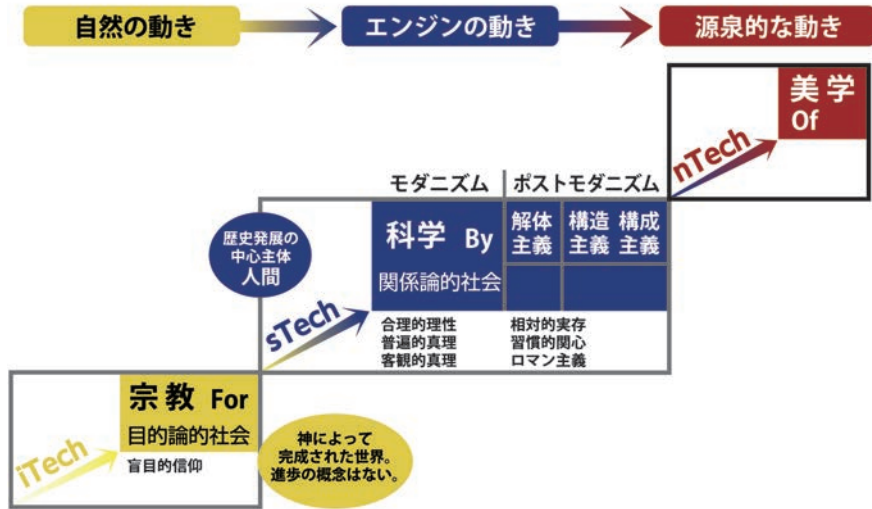 自然の動き
エンジンの動き
源泉的な動き
美学
Of
nTech
モダニズム
ポストモダニズム
歴史発展の
中心主体
人間
科学 By
関係論的社会
解体
主義
構造 構成
主義 主義
sTech
合理的理性
普遍的真理
客観的真理
相対的実存
習慣的関心
ロマン主義
宗教 For
目的論的社会
iTech
盲目的信仰
神によって
完成された世界。
進歩の概念はない。